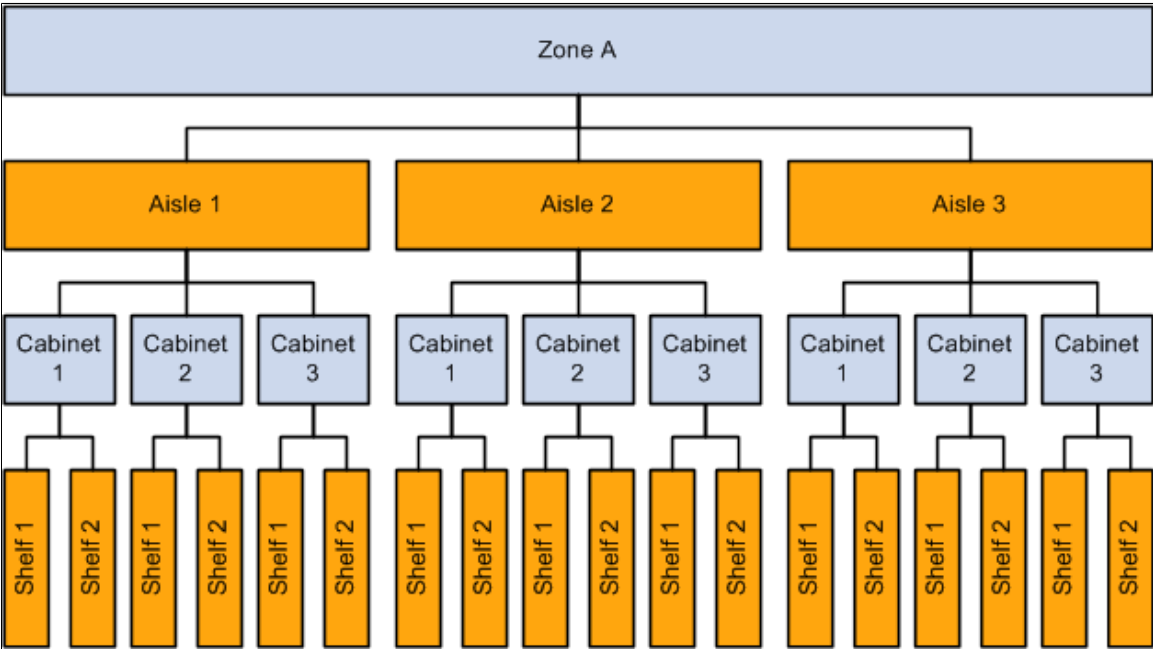 Zone A
Aisle 1
Aisle 2
Aisle 3
Cabinet
1
Cabinet
2
Cabinet
3
Cabinet
1
Cabinet
2
Cabinet
3
Cabinet
1
Cabinet
2
Cabinet
3
Shelf 1
Shelf 2
Shelf 1
Shelf 2
Shelf 1
Shelf 2
Shelf 1
Shelf 2
Shelf 1
Shelf 2
Shelf 1
Shelf 2
Shelf 1
Shelf 2
Shelf 1
Shelf 2
Shelf 1
Shelf 2